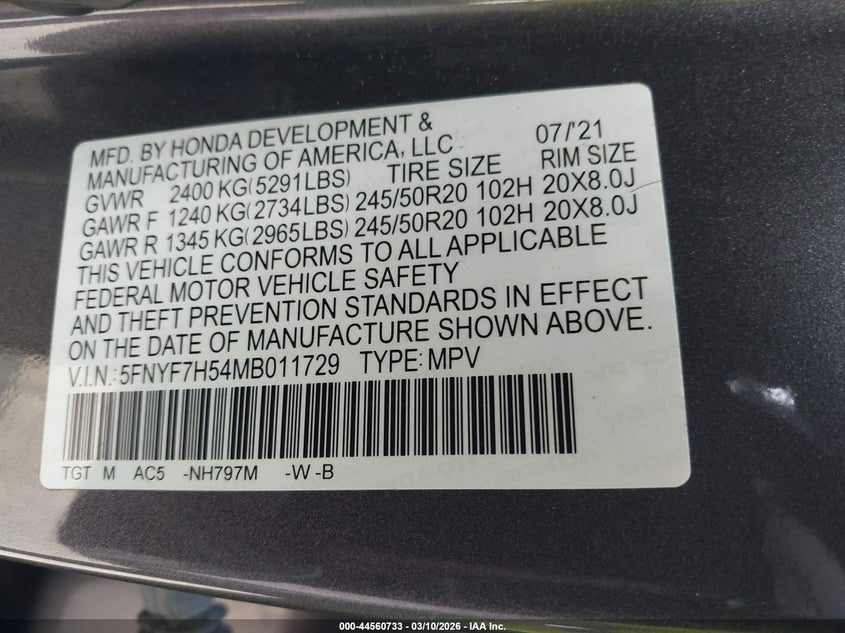 MFD. BY HONDA DEVELOPMENT & 07/'21
MANUFACTURING OF AMERICA, LLC
GVWR 2400 KG(5291LBS) TIRE SIZE RIM SIZE
GAWR F 1240 KG(2734LBS) 245/50R20 102H 20X8.0J
GAWR R 1345 KG(2965LBS) 245/50R20 102H 20X8.0J
THIS VEHICLE CONFORMS TO ALL APPLICABLE
FEDERAL MOTOR VEHICLE SAFETY
AND THEFT PREVENTION STANDARDS IN EFFECT
ON THE DATE OF MANUFACTURE SHOWN ABOVE.
V.I.N.:5FNYF7H54MB011729 TYPE:MPV
TGT M AC5 -NH797M -W -B
000-44560733 — 03/10/2026 — IAA Inc.